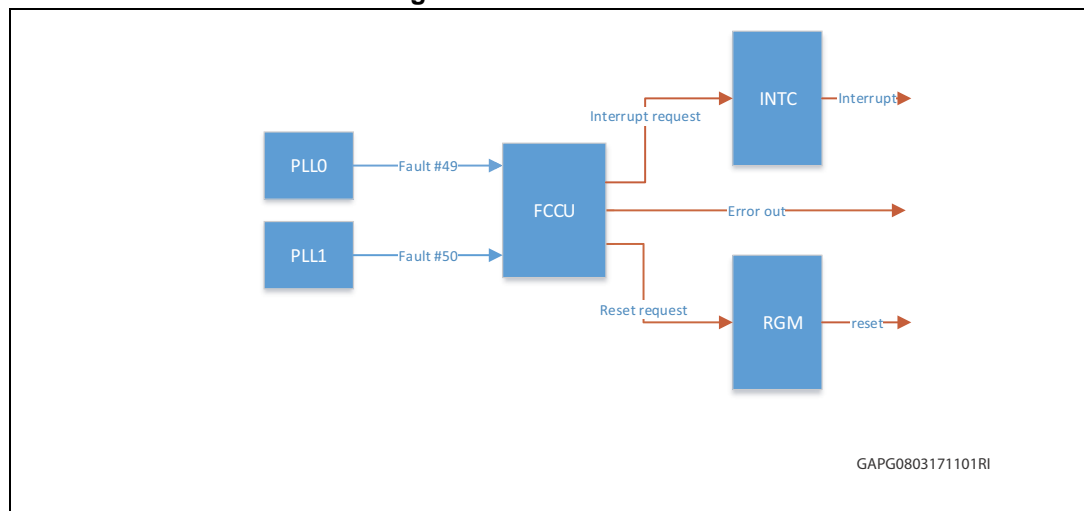 g
INTC
Interrupt
Interrupt request
PLL0
Fault #49
FCCU
Error out
PLL1
Fault #50
Reset request
RGM
reset
GAPG0803171101RI